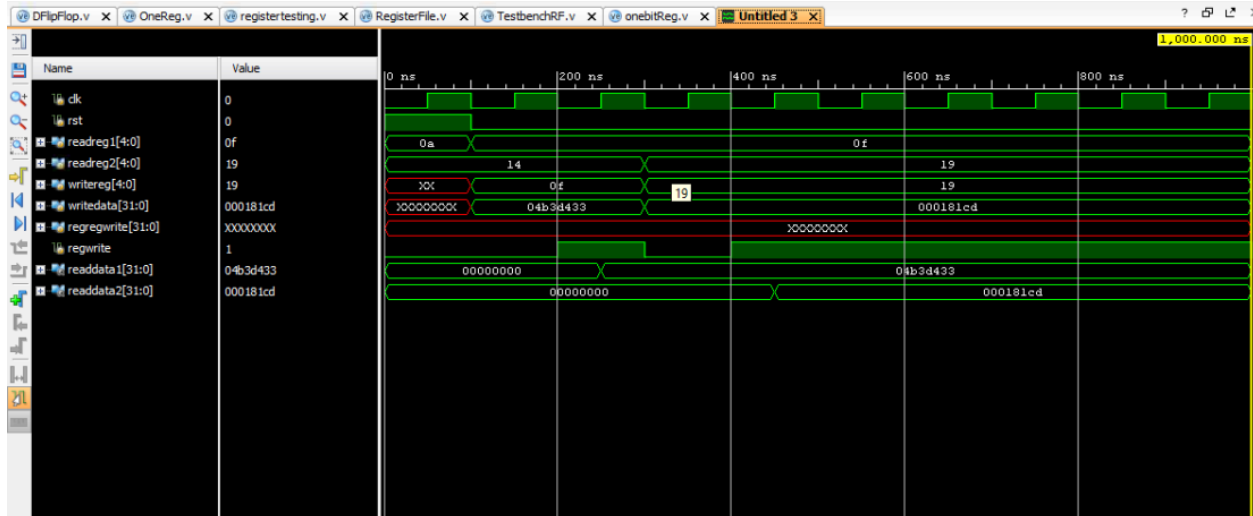 DFlipFlop.v OneReg.v registertesting.v RegisterFile.v TestbenchRF.v onebitReg.v Untitled 3
1,000.000 ns
Name Value
0 ns 200 ns 400 ns 600 ns 800 ns
clk 0
rst 0
readreg1[4:0] 0f 0a 0f
readreg2[4:0] 19 14 19
writereg[4:0] 19 XX 0f 19
19
writedata[31:0] 000181cd XXXXXXXX 04b3d433 000181cd
regregwrite[31:0] XXXXXXXX XXXXXXXX
regwrite 1
readdata1[31:0] 04b3d433 00000000 04b3d433
readdata2[31:0] 000181cd 00000000 000181cd